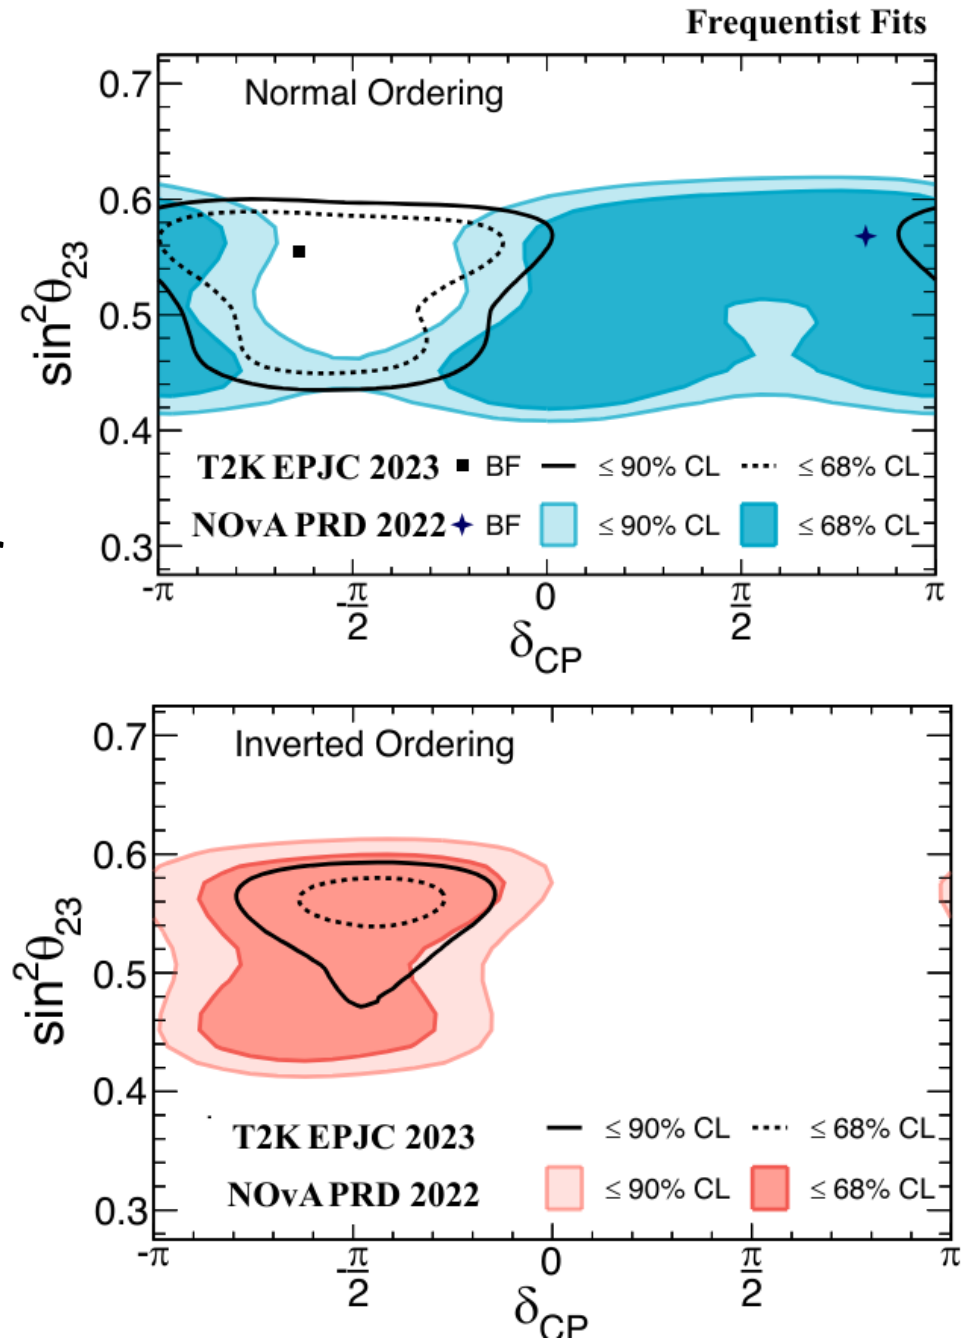 Frequentist Fits
0.7
Normal Ordering
0.6
0.5
sin²θ₂₃
0.4
T2K EPJC 2023 BF ≤ 90% CL ≤ 68% CL
NOvA PRD 2022 BF ≤ 90% CL ≤ 68% CL
0.3
-π -π/2 0 π/2 π
δCP
0.7
Inverted Ordering
0.6
0.5
sin²θ₂₃
0.4
T2K EPJC 2023 ≤ 90% CL ≤ 68% CL
NOvA PRD 2022 ≤ 90% CL ≤ 68% CL
0.3
-π -π/2 0 π/2 π
δCP